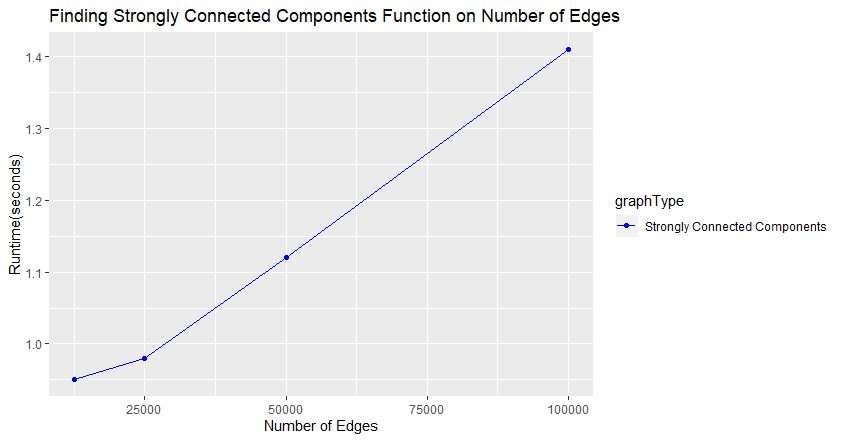 Finding Strongly Connected Components Function on Number of Edges
1.4
1.3
1.2
1.1
1.0
Runtime(seconds)
25000 50000 75000 100000
Number of Edges
graphType
Strongly Connected Components